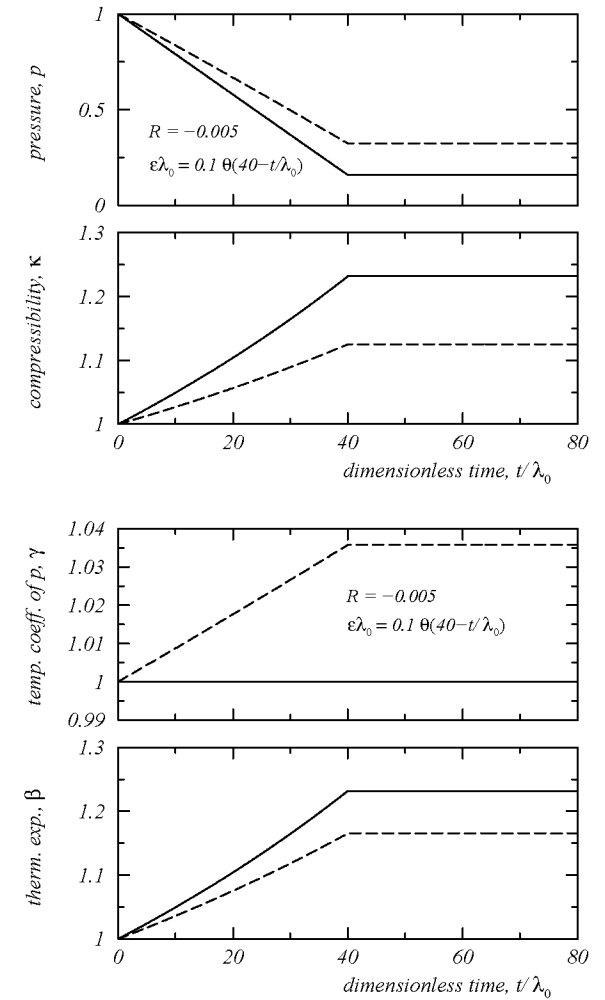 1
0.5
0
pressure, p
R = −0.005
ελ₀ = 0.1 θ(40−t/λ₀)
1.3
1.2
1.1
1
compressibility, κ
0 20 40 60 80
dimensionless time, t/λ₀
1.04
1.03
1.02
1.01
1
0.99
temp. coeff. of p, γ
R = −0.005
ελ₀ = 0.1 θ(40−t/λ₀)
1.3
1.2
1.1
1
therm. exp., β
0 20 40 60 80
dimensionless time, t/λ₀